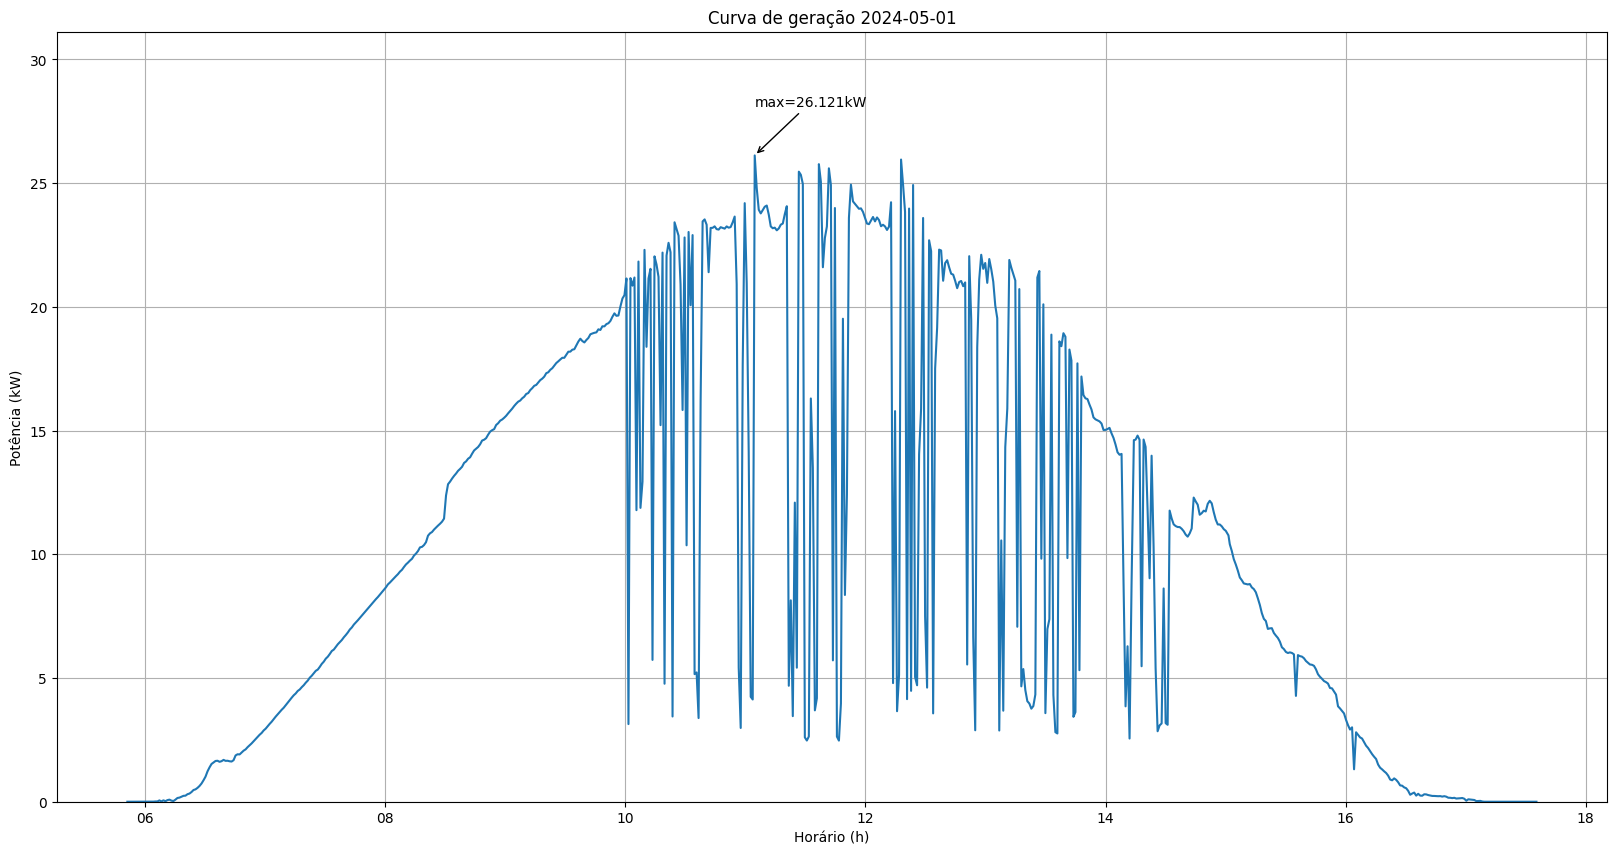 Curva de geração 2024-05-01
30
max=26.121kW
25
20
15
Potência (kW)
10
5
0
06 08 10 12 14 16 18
Horário (h)